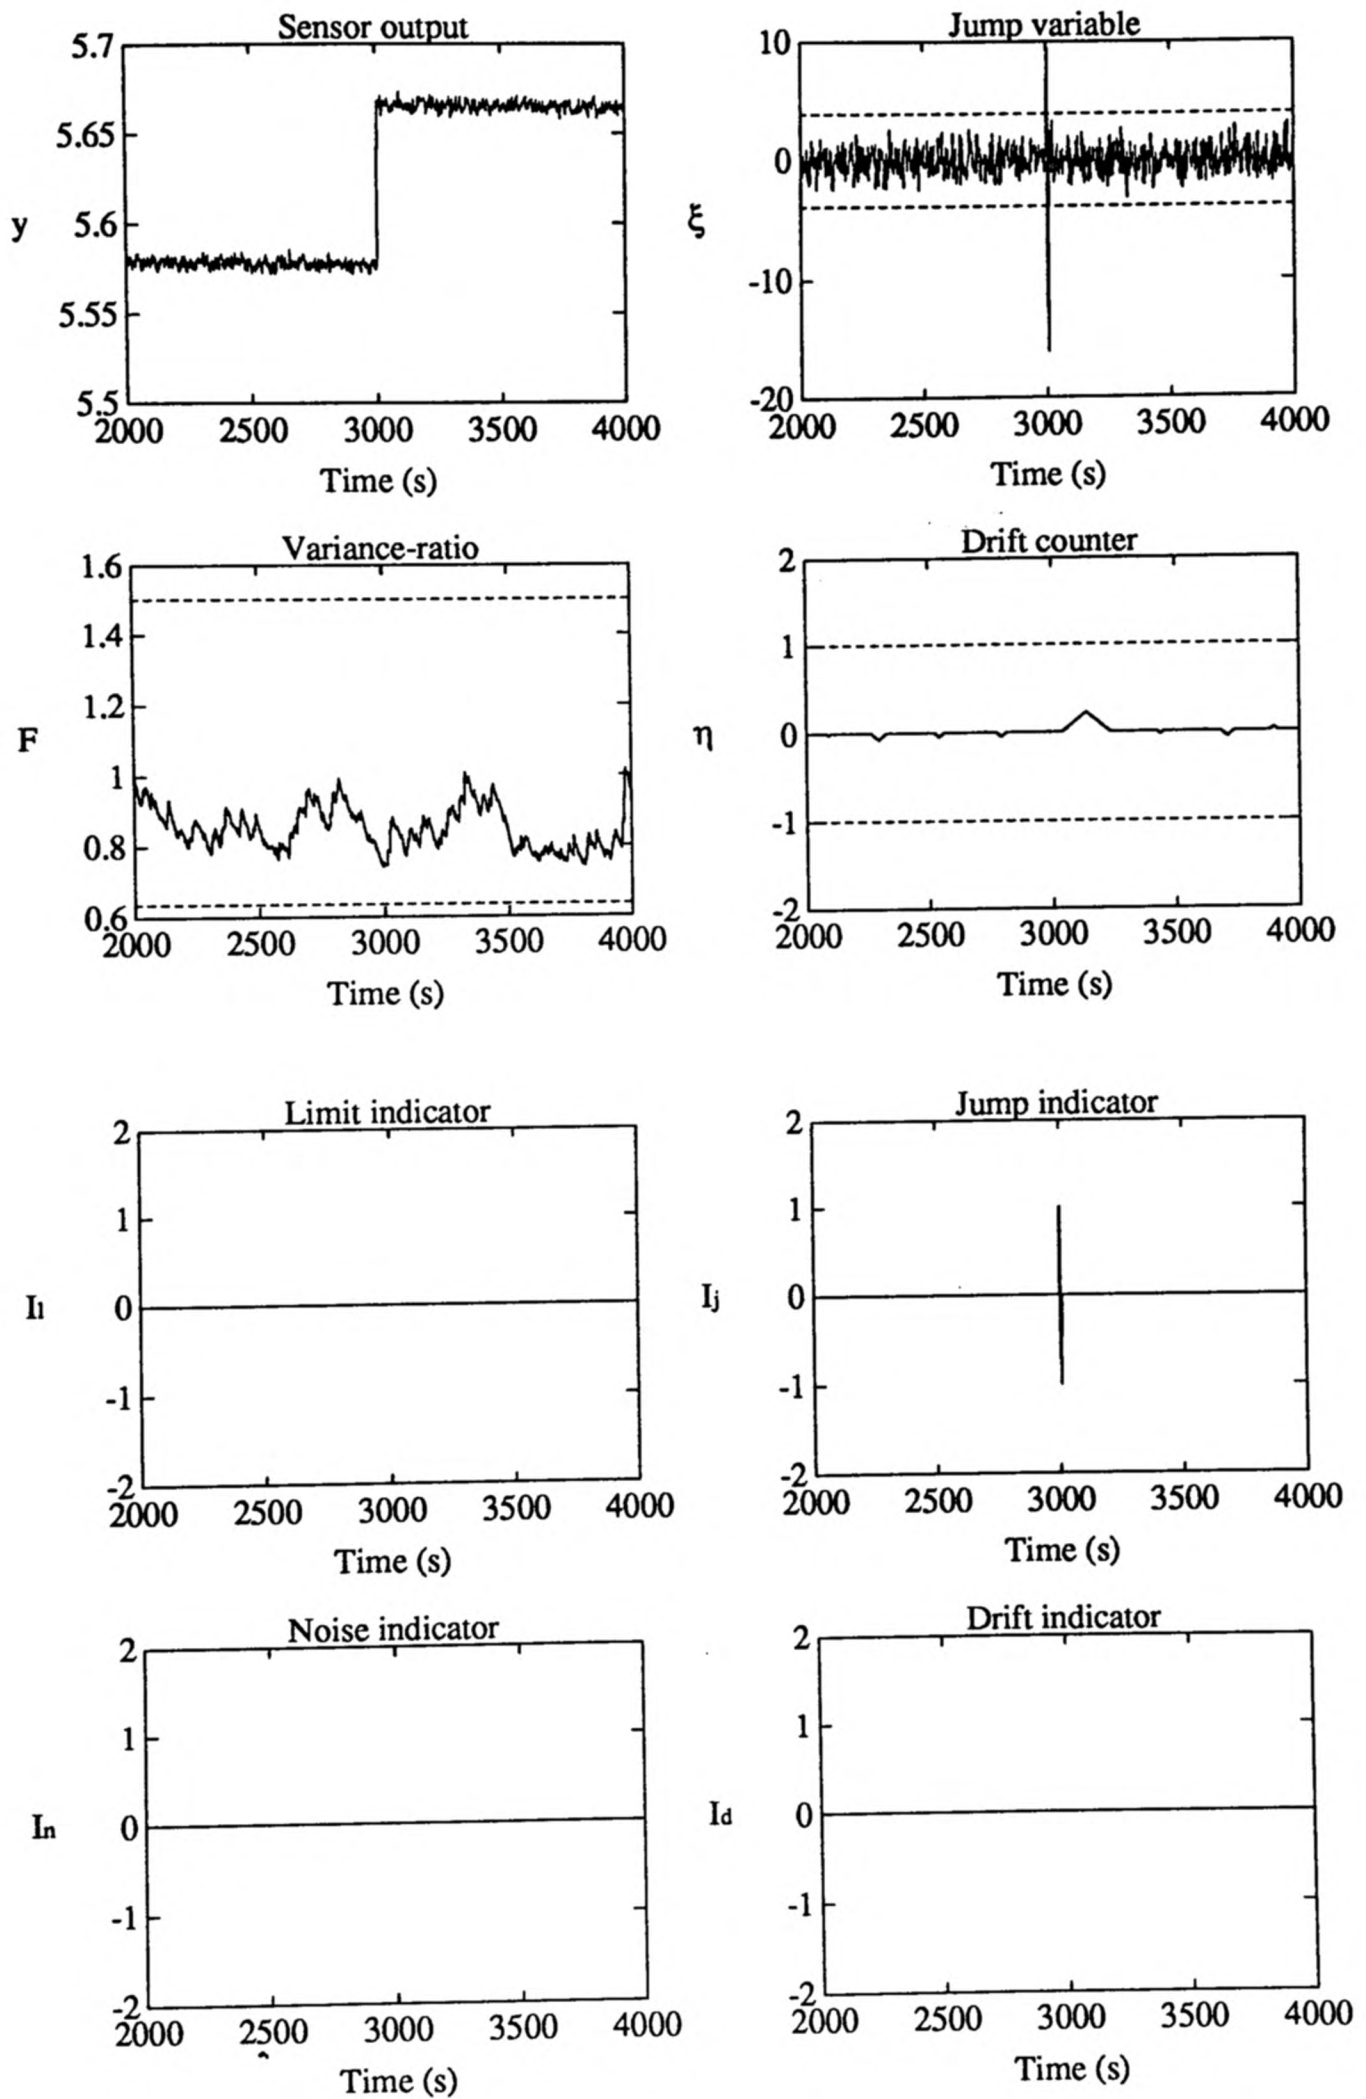 Sensor output
5.7
5.65
5.6
5.55
5.5
y
2000 2500 3000 3500 4000
Time (s)
Jump variable
10
0
-10
-20
ξ
2000 2500 3000 3500 4000
Time (s)
Variance-ratio
1.6
1.4
1.2
1
0.8
0.6
F
2000 2500 3000 3500 4000
Time (s)
Drift counter
2
1
0
-1
-2
η
2000 2500 3000 3500 4000
Time (s)
Limit indicator
2
1
0
-1
-2
Il
2000 2500 3000 3500 4000
Time (s)
Jump indicator
2
1
0
-1
-2
Ij
2000 2500 3000 3500 4000
Time (s)
Noise indicator
2
1
0
-1
-2
In
2000 2500 3000 3500 4000
Time (s)
Drift indicator
2
1
0
-1
-2
Id
2000 2500 3000 3500 4000
Time (s)